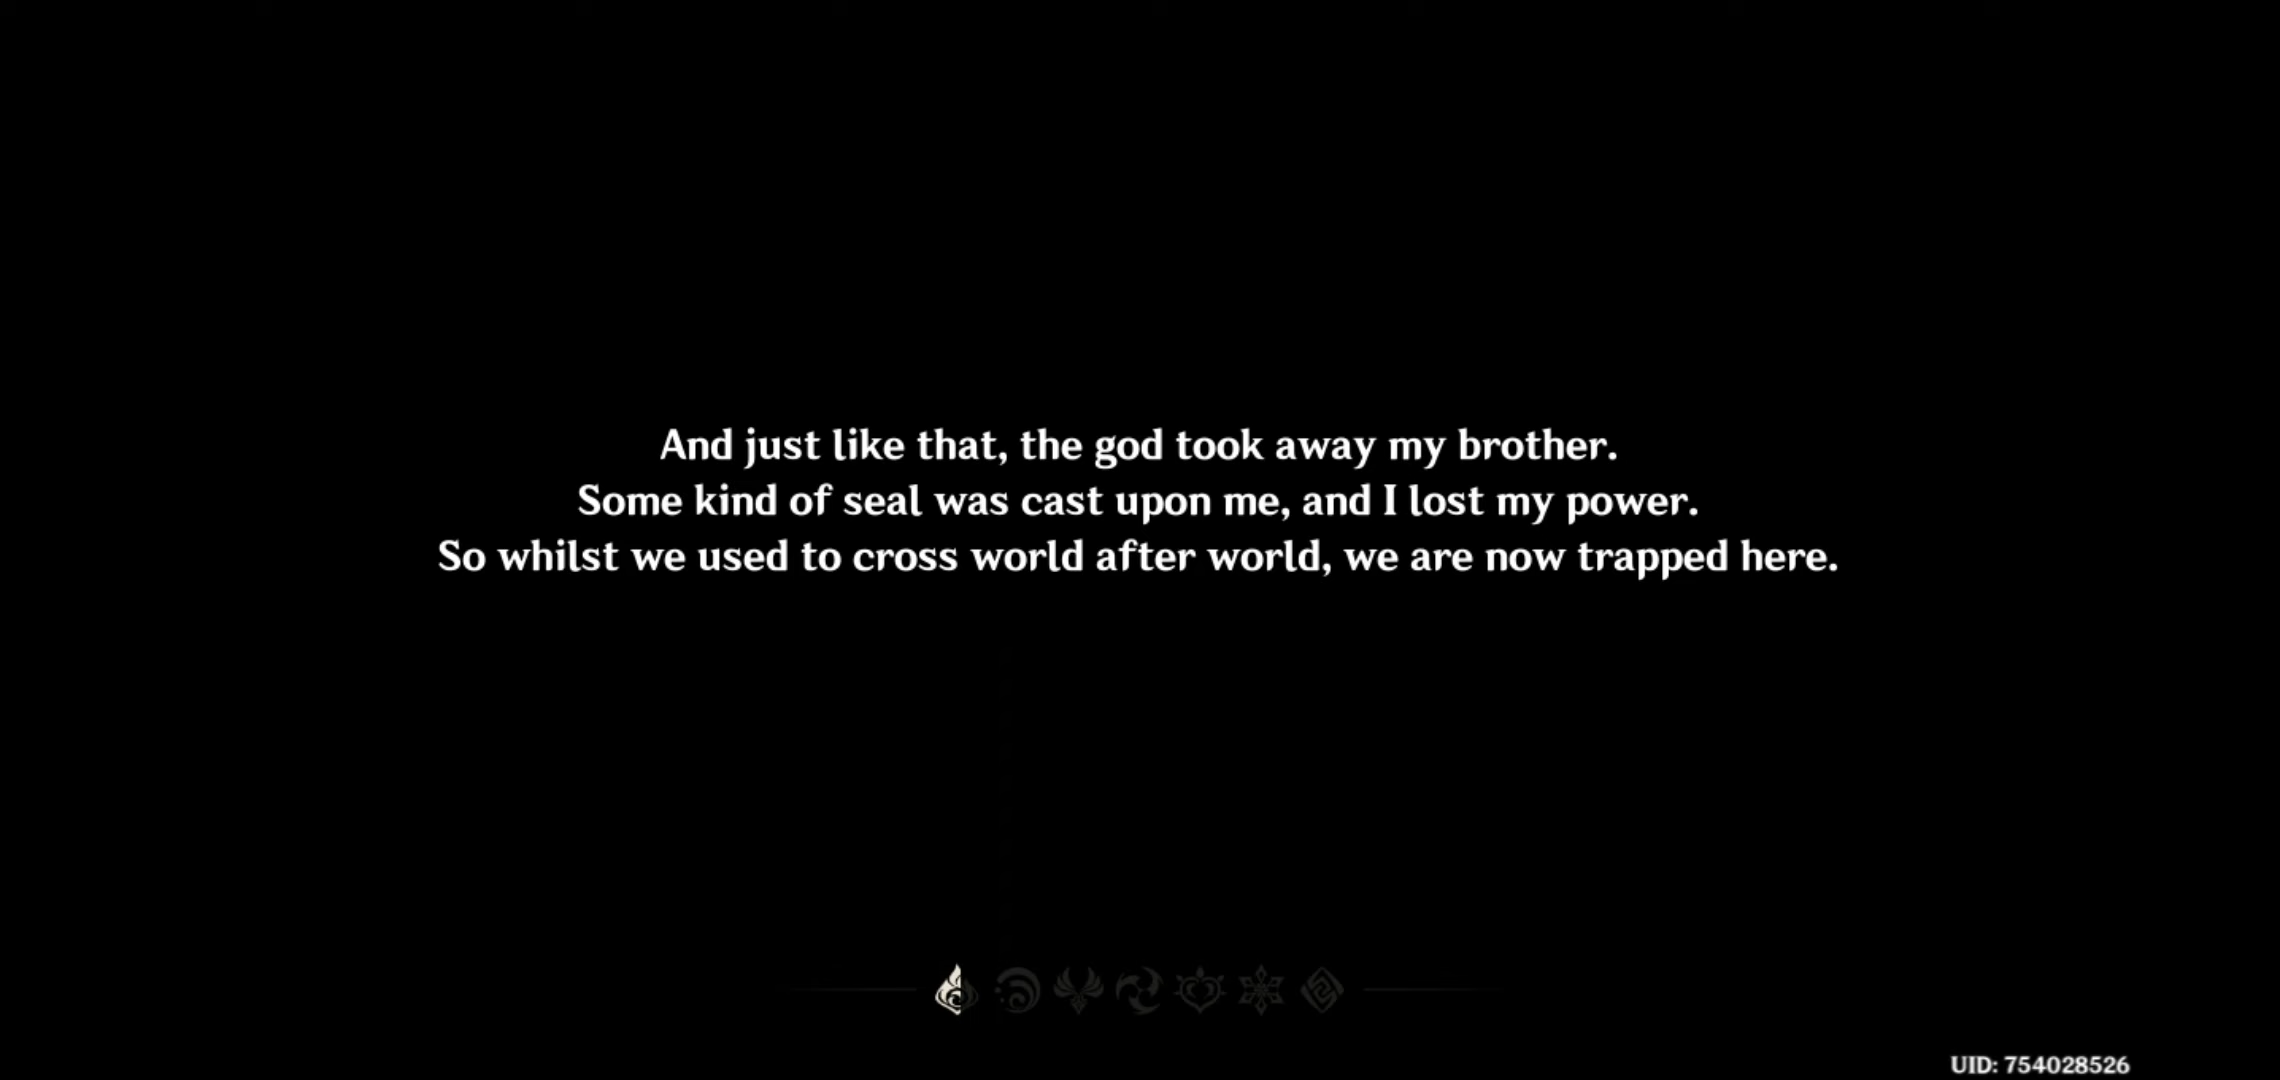 And just like that, the god took away my brother.
Some kind of seal was cast upon me, and I lost my power.
So whilst we used to cross world after world, we are now trapped here.
UID: 754028526